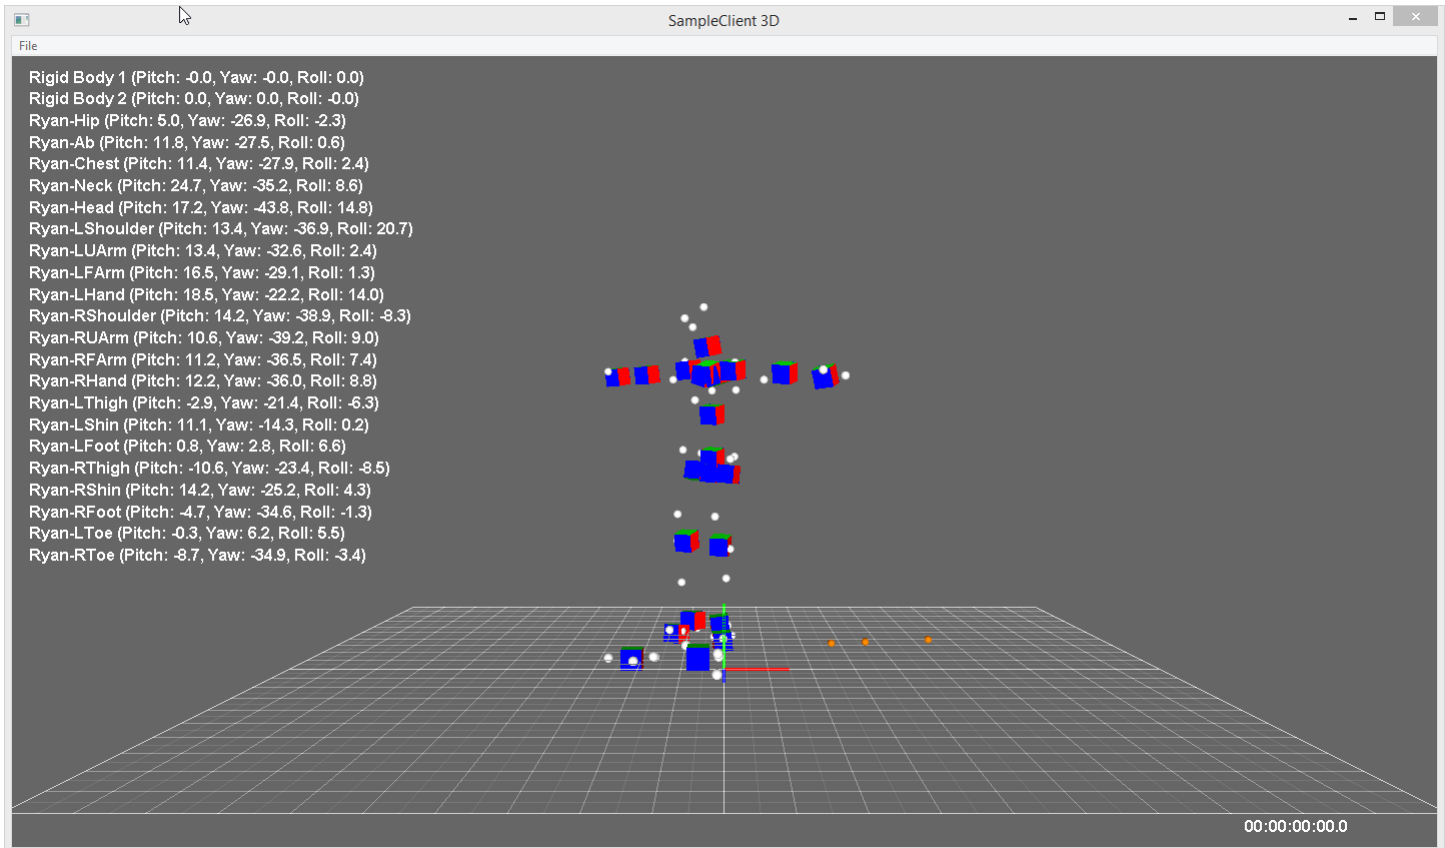 SampleClient 3D
File
Rigid Body 1 (Pitch: -0.0, Yaw: -0.0, Roll: 0.0)
Rigid Body 2 (Pitch: 0.0, Yaw: 0.0, Roll: -0.0)
Ryan-Hip (Pitch: 5.0, Yaw: -26.9, Roll: -2.3)
Ryan-Ab (Pitch: 11.8, Yaw: -27.5, Roll: 0.6)
Ryan-Chest (Pitch: 11.4, Yaw: -27.9, Roll: 2.4)
Ryan-Neck (Pitch: 24.7, Yaw: -35.2, Roll: 8.6)
Ryan-Head (Pitch: 17.2, Yaw: -43.8, Roll: 14.8)
Ryan-LShoulder (Pitch: 13.4, Yaw: -36.9, Roll: 20.7)
Ryan-LUArm (Pitch: 13.4, Yaw: -32.6, Roll: 2.4)
Ryan-LFArm (Pitch: 16.5, Yaw: -29.1, Roll: 1.3)
Ryan-LHand (Pitch: 18.5, Yaw: -22.2, Roll: 14.0)
Ryan-RShoulder (Pitch: 14.2, Yaw: -38.9, Roll: -8.3)
Ryan-RUArm (Pitch: 10.6, Yaw: -39.2, Roll: 9.0)
Ryan-RFArm (Pitch: 11.2, Yaw: -36.5, Roll: 7.4)
Ryan-RHand (Pitch: 12.2, Yaw: -36.0, Roll: 8.8)
Ryan-LThigh (Pitch: -2.9, Yaw: -21.4, Roll: -6.3)
Ryan-LShin (Pitch: 11.1, Yaw: -14.3, Roll: 0.2)
Ryan-LFoot (Pitch: 0.8, Yaw: 2.8, Roll: 6.6)
Ryan-RThigh (Pitch: -10.6, Yaw: -23.4, Roll: -8.5)
Ryan-RShin (Pitch: 14.2, Yaw: -25.2, Roll: 4.3)
Ryan-RFoot (Pitch: -4.7, Yaw: -34.6, Roll: -1.3)
Ryan-LToe (Pitch: -0.3, Yaw: 6.2, Roll: 5.5)
Ryan-RToe (Pitch: -8.7, Yaw: -34.9, Roll: -3.4)
00:00:00:00.0